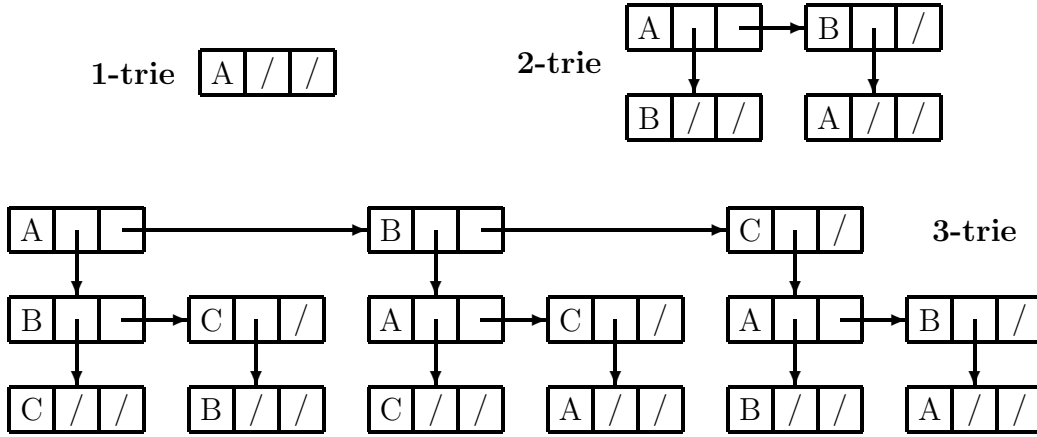 A B /
1-trie A / / 2-trie
B / / A / /
A B C / 3-trie
B C / A C / A B /
C / / B / / C / / A / / B / / A / /